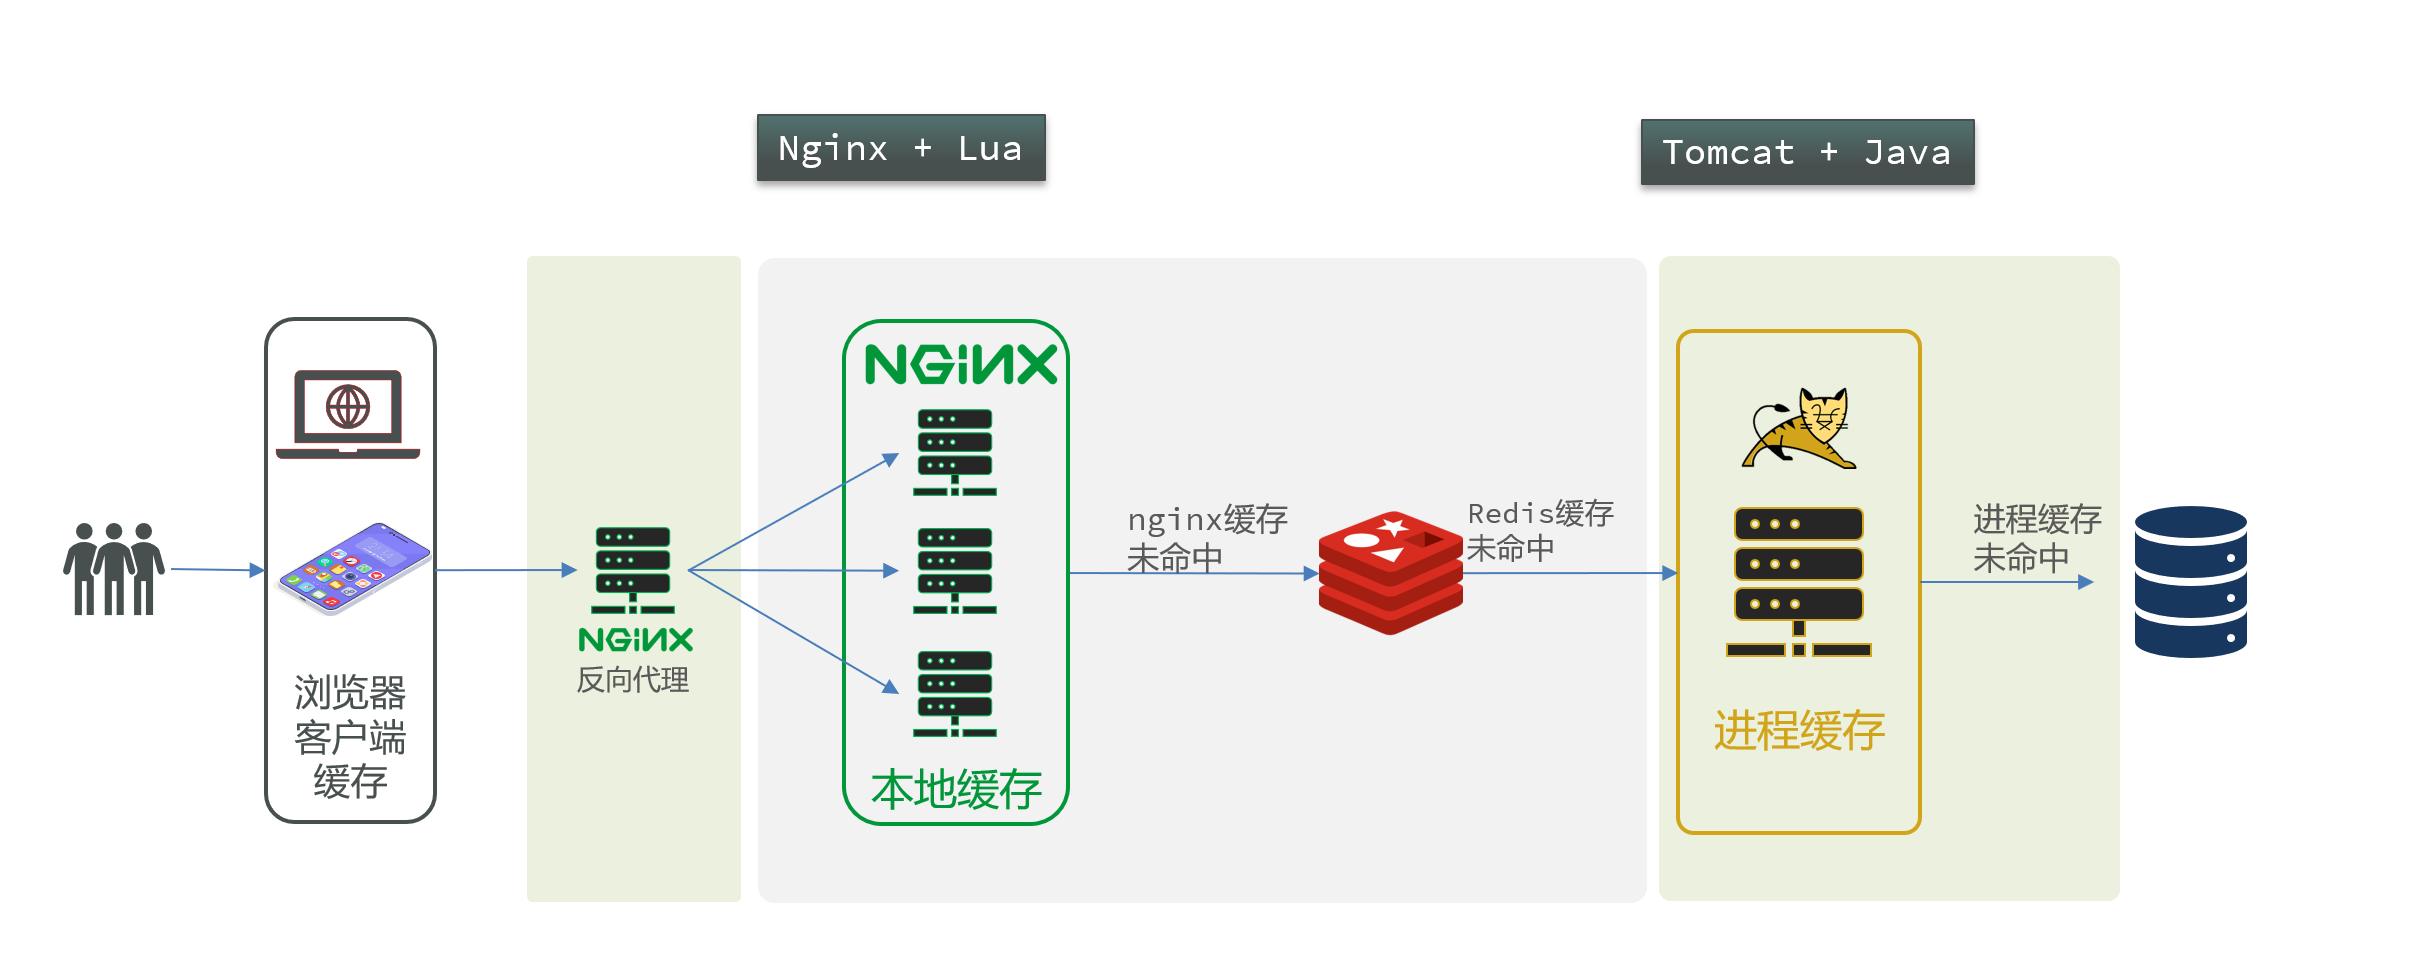 Nginx + Lua
Tomcat + Java
浏览器
客户端
缓存
NGINX
反向代理
NGINX
本地缓存
nginx缓存
未命中
Redis缓存
未命中
进程缓存
进程缓存
未命中